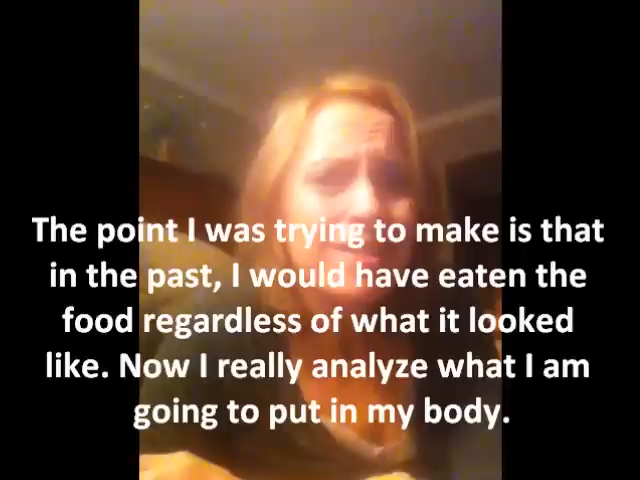 The point I was trying to make is that
in the past, I would have eaten the
food regardless of what it looked
like. Now I really analyze what I am
going to put in my body.